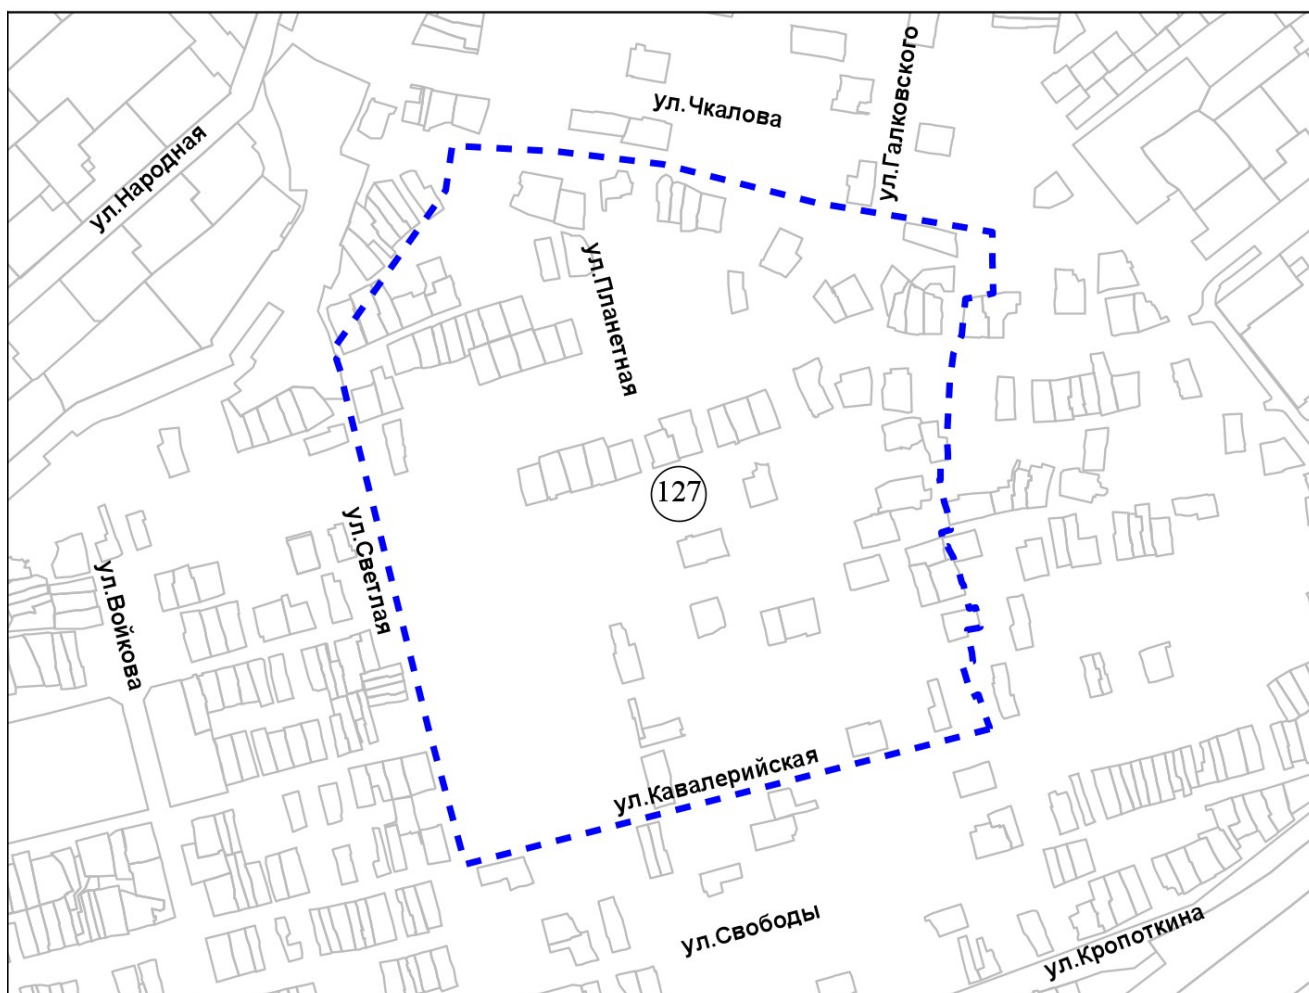 ул.Галковского
ул.Чкалова
ул.Народная
ул.Планетная
127
ул.Светлая
ул.Войкова
ул.Кавалерийская
ул.Свободы
ул.Кропоткина